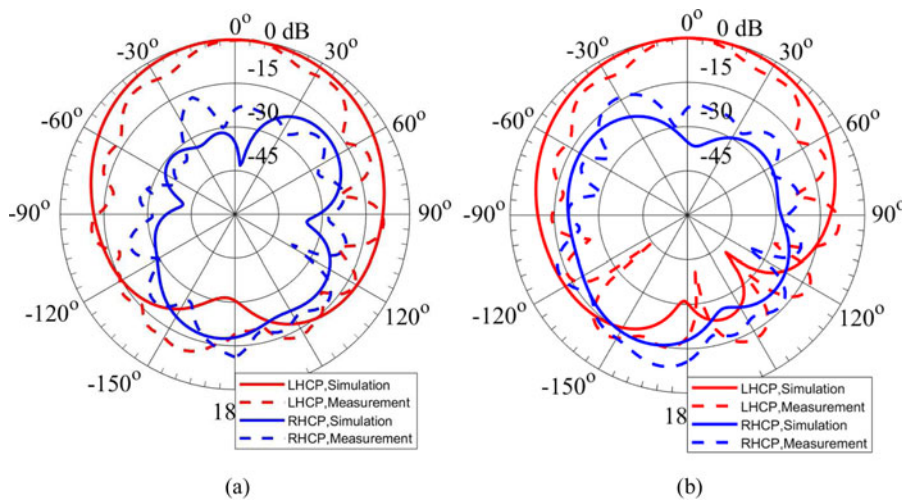 0°
0 dB
-30°
30°
-15
-60°
-30
60°
-45
-90°
90°
-120°
120°
-150°
18
LHCP,Simulation
LHCP,Measurement
RHCP,Simulation
RHCP,Measurement
(a)
0°
0 dB
-30°
30°
-15
-60°
-30
60°
-45
-90°
90°
-120°
120°
-150°
18
LHCP,Simulation
LHCP,Measurement
RHCP,Simulation
RHCP,Measurement
(b)